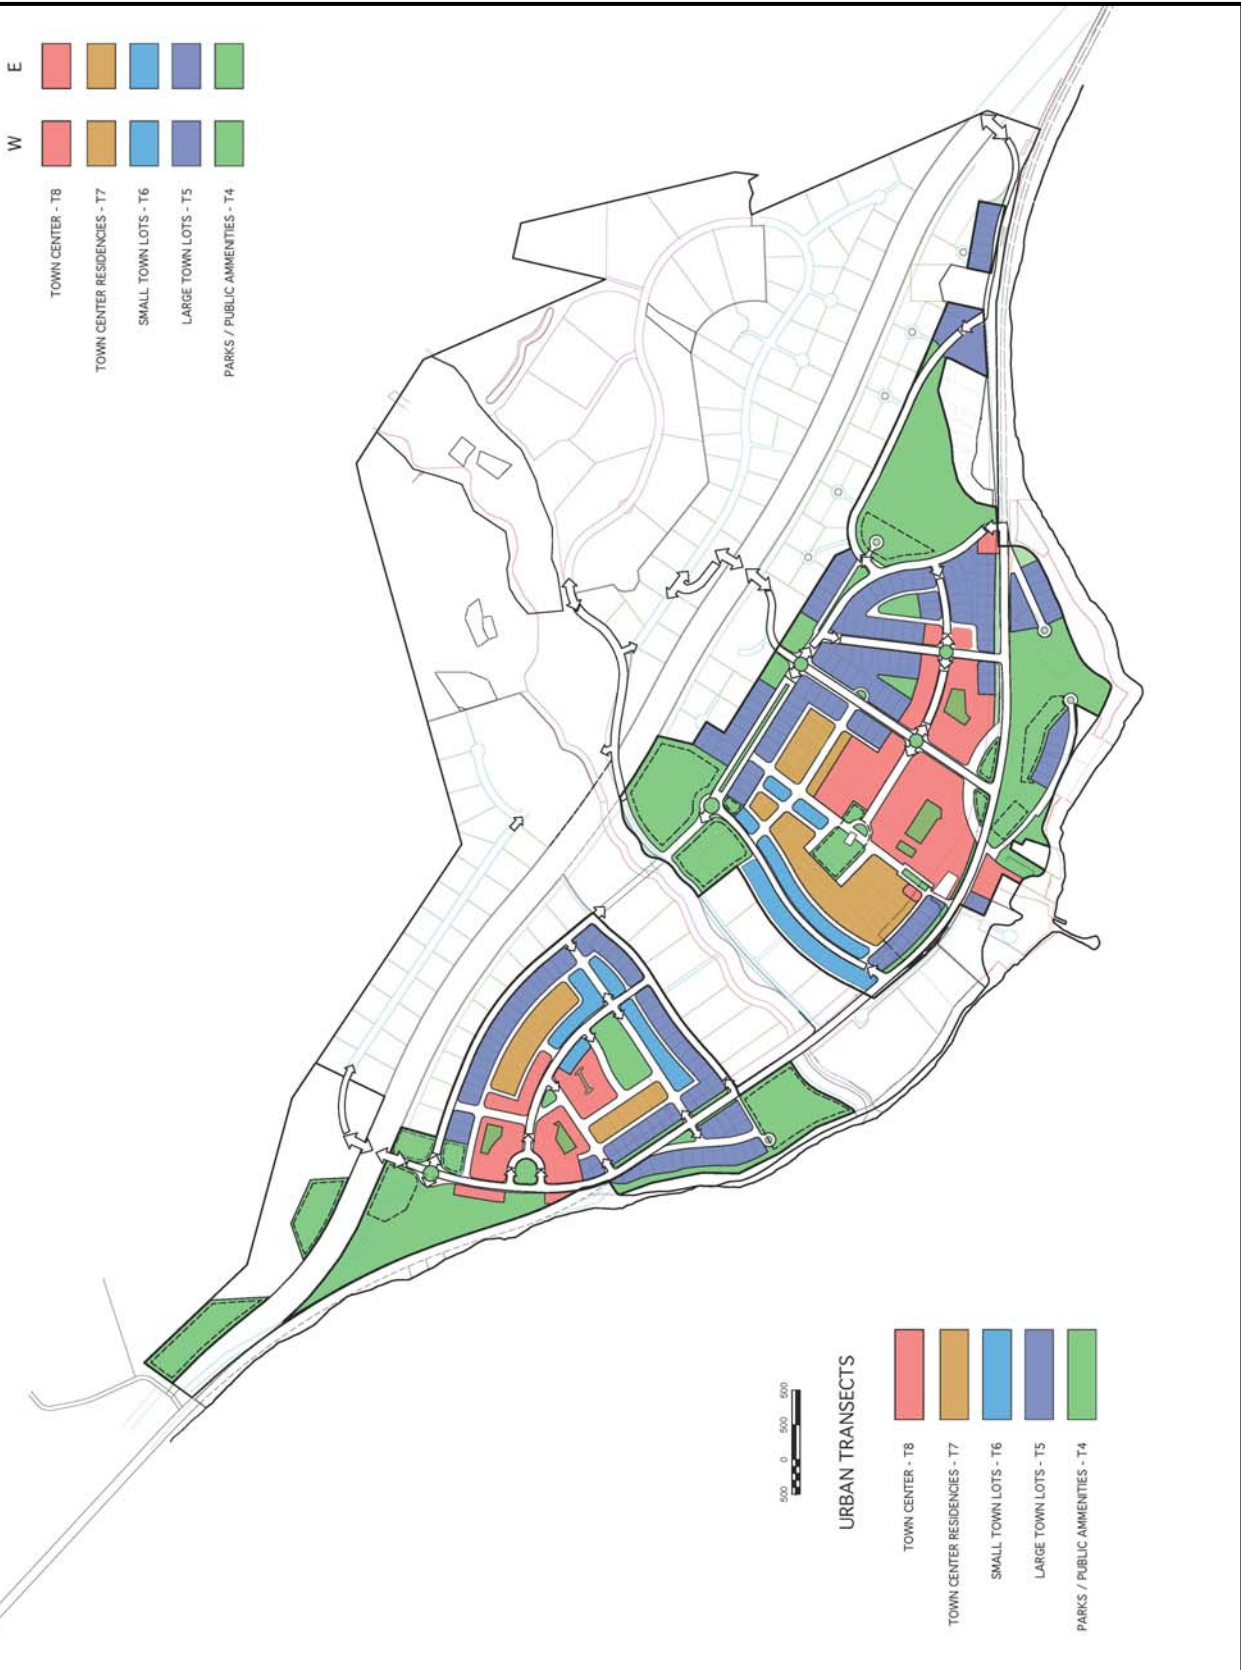 W E
TOWN CENTER - T8
TOWN CENTER RESIDENCIES - T7
SMALL TOWN LOTS - T6
LARGE TOWN LOTS - T5
PARKS / PUBLIC AMMENITIES - T4
500 0 500 500
URBAN TRANSECTS
TOWN CENTER - T8
TOWN CENTER RESIDENCIES - T7
SMALL TOWN LOTS - T6
LARGE TOWN LOTS - T5
PARKS / PUBLIC AMMENITIES - T4